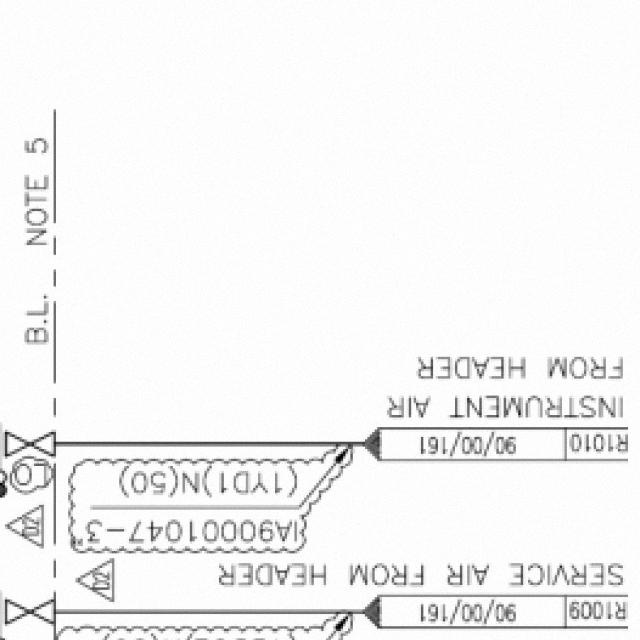 B.L. NOTE 5
R1009 90/00/161
SERVICE AIR FROM HEADER
IA90001047-3"
(1YD1)N(50)
LO
R1010 90/00/161
INSTRUMENT AIR
FROM HEADER